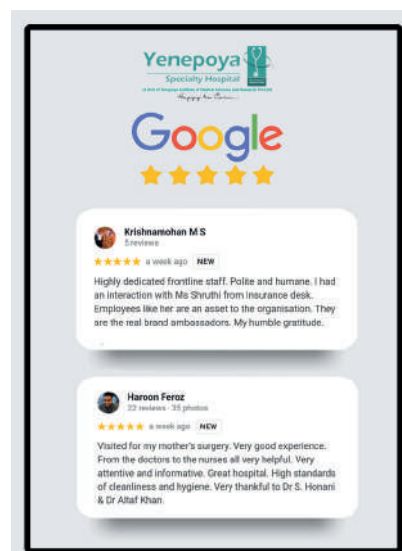 Yenepoya
Specialty Hospital
Google
Krishnamohan M S
5 reviews
a week ago NEW
Highly dedicated frontline staff. Polite and humane. I had
an interaction with Ms Shruthi from insurance desk.
Employees like her are an asset to the organisation. They
are the real brand ambassadors. My humble gratitude.
Haroon Feroz
22 reviews · 35 photos
a week ago NEW
Visited for my mother's surgery. Very good experience.
From the doctors to the nurses all very helpful. Very
attentive and informative. Great hospital. High standards
of cleanliness and hygiene. Very thankful to Dr S. Honani
& Dr Altaf Khan.